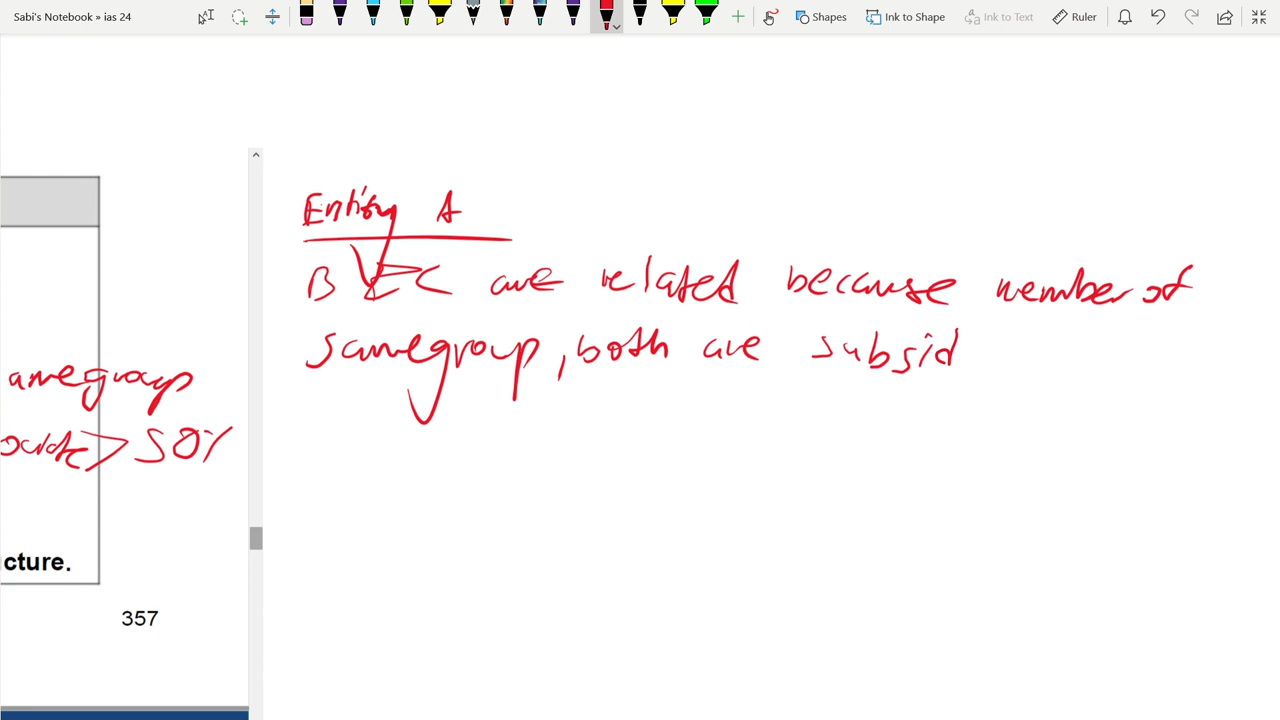 Sabi's Notebook » ias 24
Shapes
Ink to Shape
Ink to Text
Ruler
Entity A
B & C are related because member of
samegroup, both are subsid
amegroup
> 50%
cture.
357